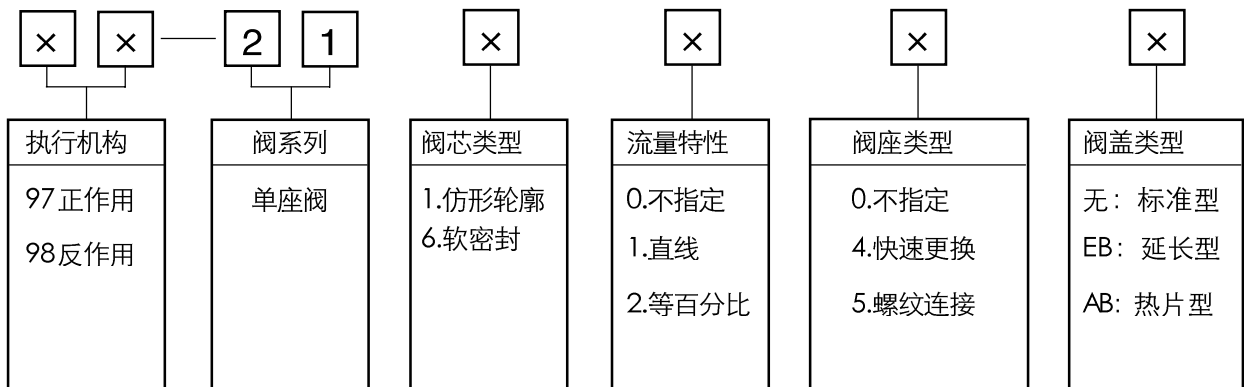 × × — 2 1 × × × ×
执行机构
97正作用
98反作用
阀系列
单座阀
阀芯类型
1.仿形轮廓
6.软密封
流量特性
0.不指定
1.直线
2.等百分比
阀座类型
0.不指定
4.快速更换
5.螺纹连接
阀盖类型
无：标准型
EB：延长型
AB：热片型